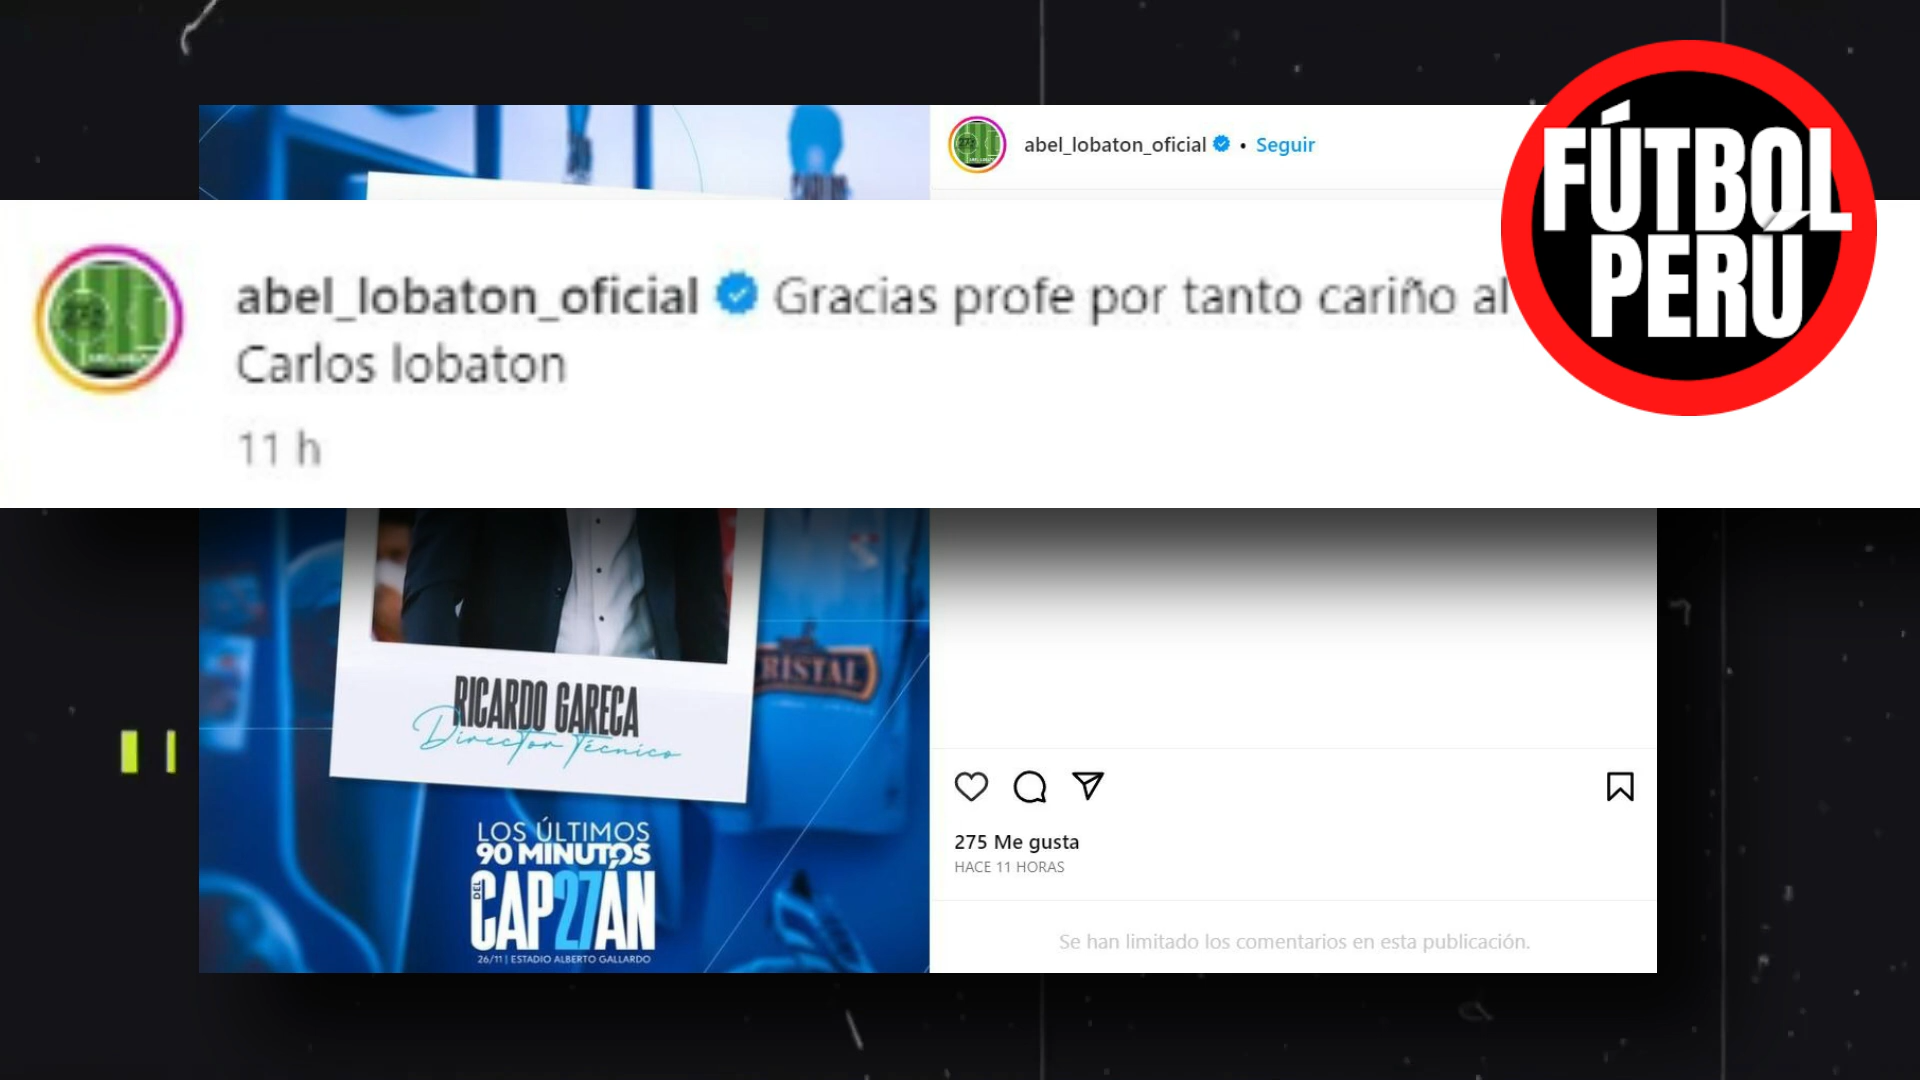 abel_lobaton_oficial • Seguir
FÚTBOL
PERÚ
abel_lobaton_oficial Gracias profe por tanto cariño al
Carlos lobaton
11 h
RISTAL
RICARDO GARECA
Director Técnico
LOS ÚLTIMOS
90 MINUTOS
DEL
CAP27ÁN
26/11 | ESTADIO ALBERTO GALLARDO
275 Me gusta
HACE 11 HORAS
Se han limitado los comentarios en esta publicación.